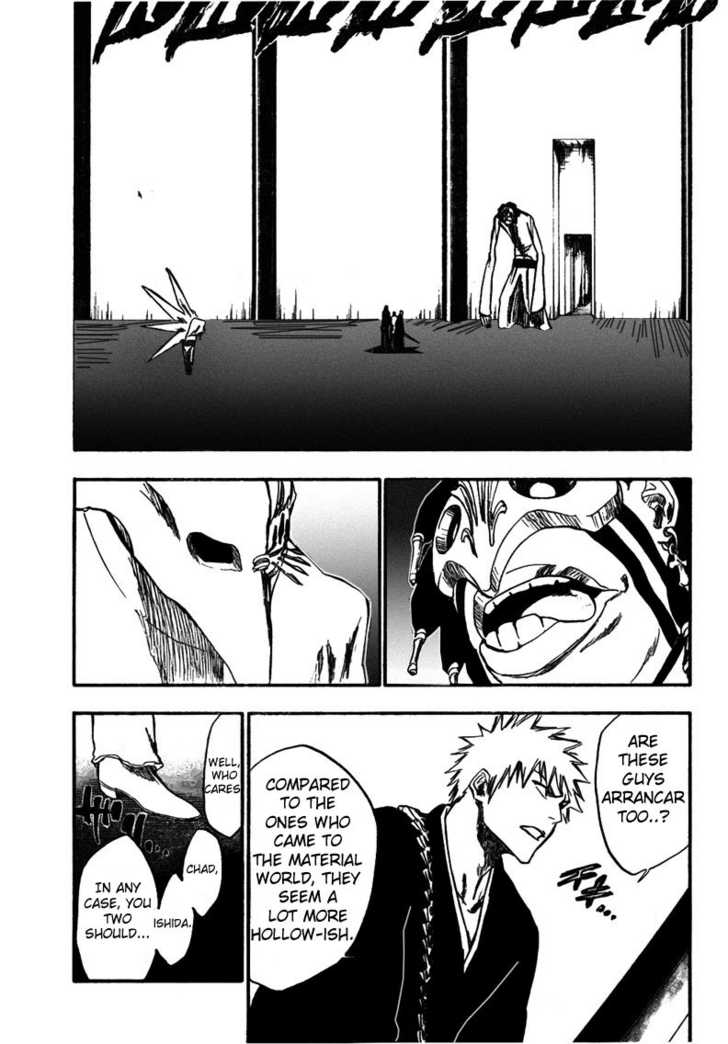 ARE
THESE
GUYS
ARRANCAR
TOO..?
COMPARED
TO THE
ONES WHO
CAME TO
THE MATERIAL
WORLD, THEY
SEEM A
LOT MORE
HOLLOW-ISH.
WELL,
WHO
CARES
CHAD,
ISHIDA.
IN ANY
CASE, YOU
TWO
SHOULD...